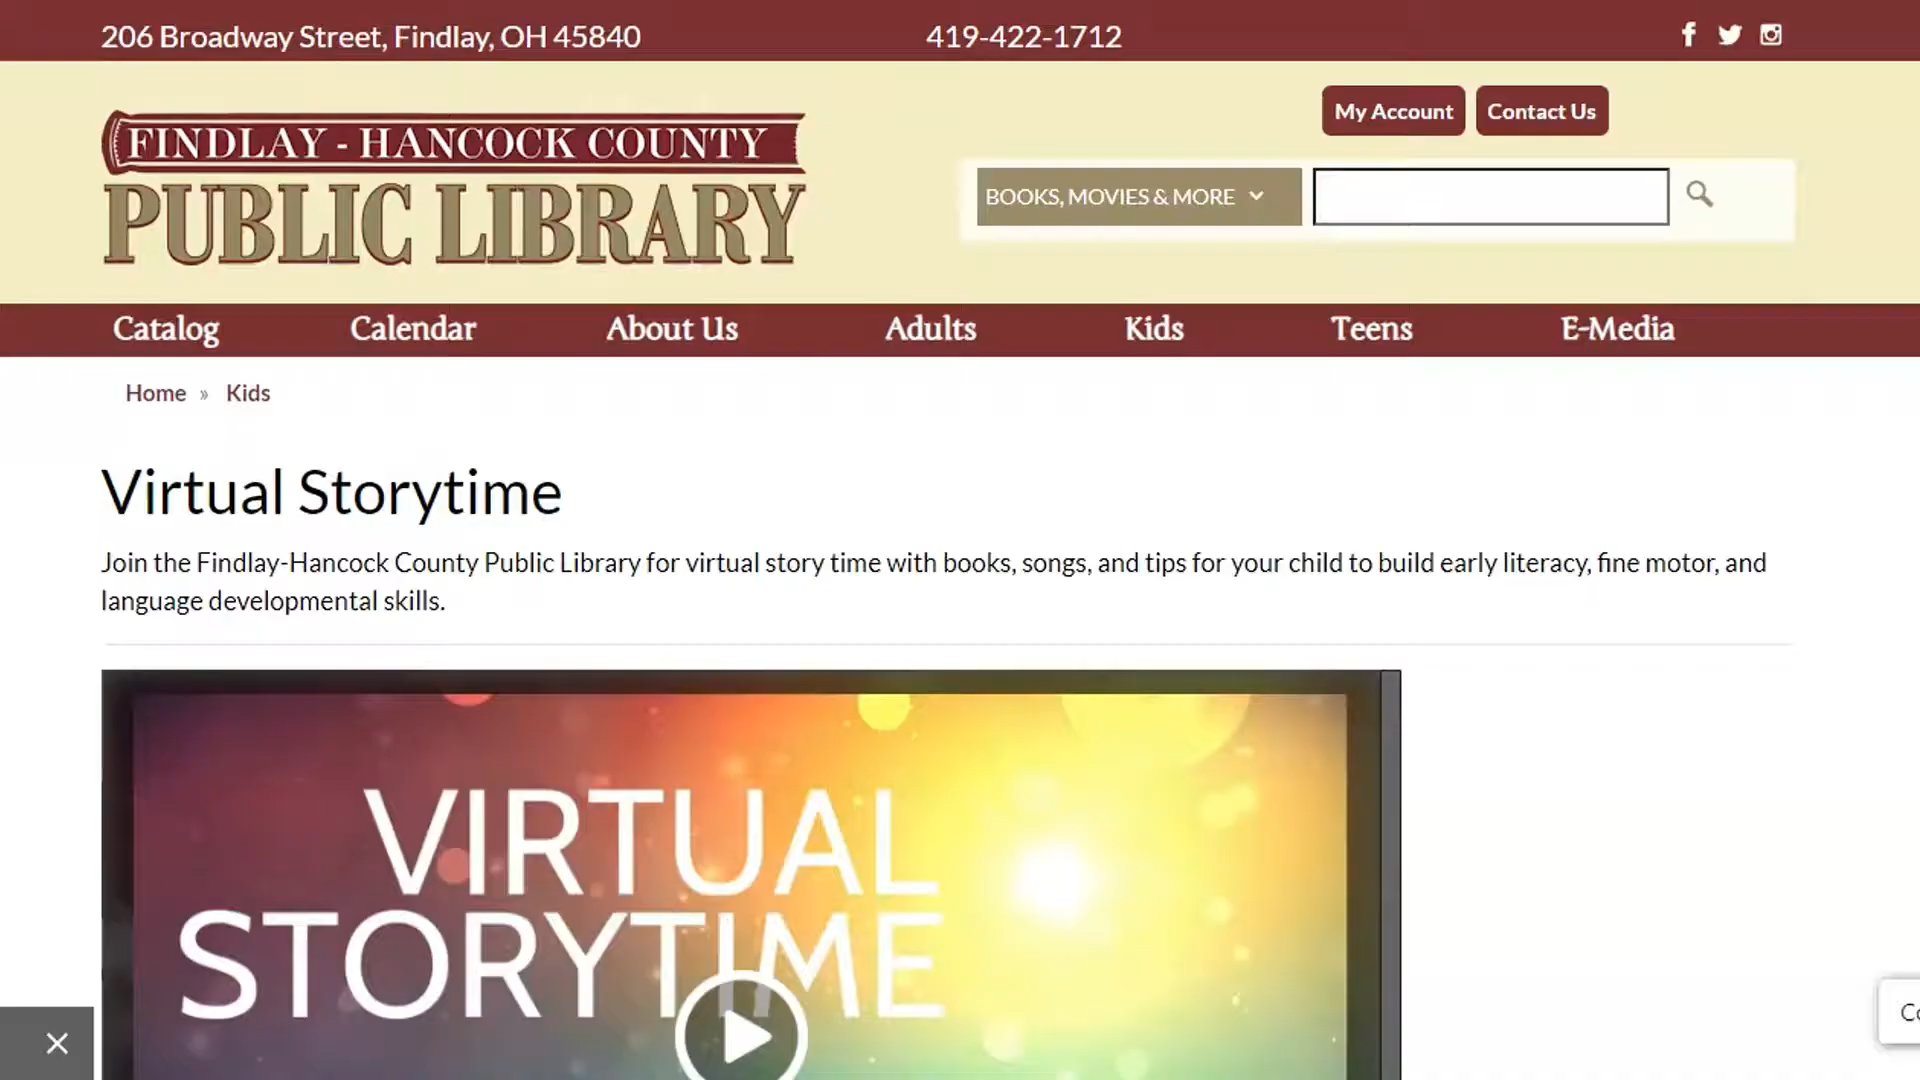 206 Broadway Street, Findlay, OH 45840 419-422-1712
My Account Contact Us
FINDLAY - HANCOCK COUNTY
PUBLIC LIBRARY
BOOKS, MOVIES & MORE
Catalog Calendar About Us Adults Kids Teens E-Media
Home » Kids
Virtual Storytime
Join the Findlay-Hancock County Public Library for virtual story time with books, songs, and tips for your child to build early literacy, fine motor, and
language developmental skills.
VIRTUAL
STORYTIME